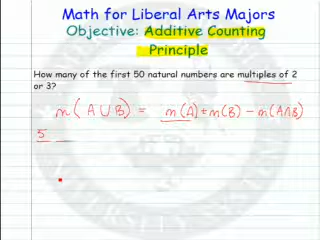 Math for Liberal Arts Majors
Objective: Additive Counting
Principle
How many of the first 50 natural numbers are multiples of 2
or 3?
n(A∪B) = n(A)+n(B) - n(A∩B)
5